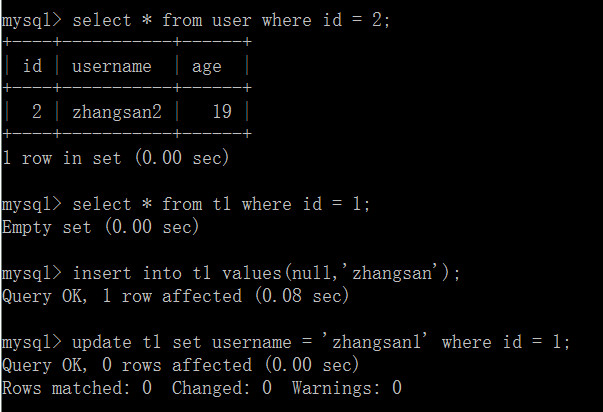 mysql> select * from user where id = 2;
+----+-----------+------+
| id | username  | age  |
+----+-----------+------+
|  2 | zhangsan2 |   19 |
+----+-----------+------+
1 row in set (0.00 sec)
mysql> select * from t1 where id = 1;
Empty set (0.00 sec)
mysql> insert into t1 values(null,'zhangsan');
Query OK, 1 row affected (0.08 sec)
mysql> update t1 set username = 'zhangsan1' where id = 1;
Query OK, 0 rows affected (0.00 sec)
Rows matched: 0  Changed: 0  Warnings: 0